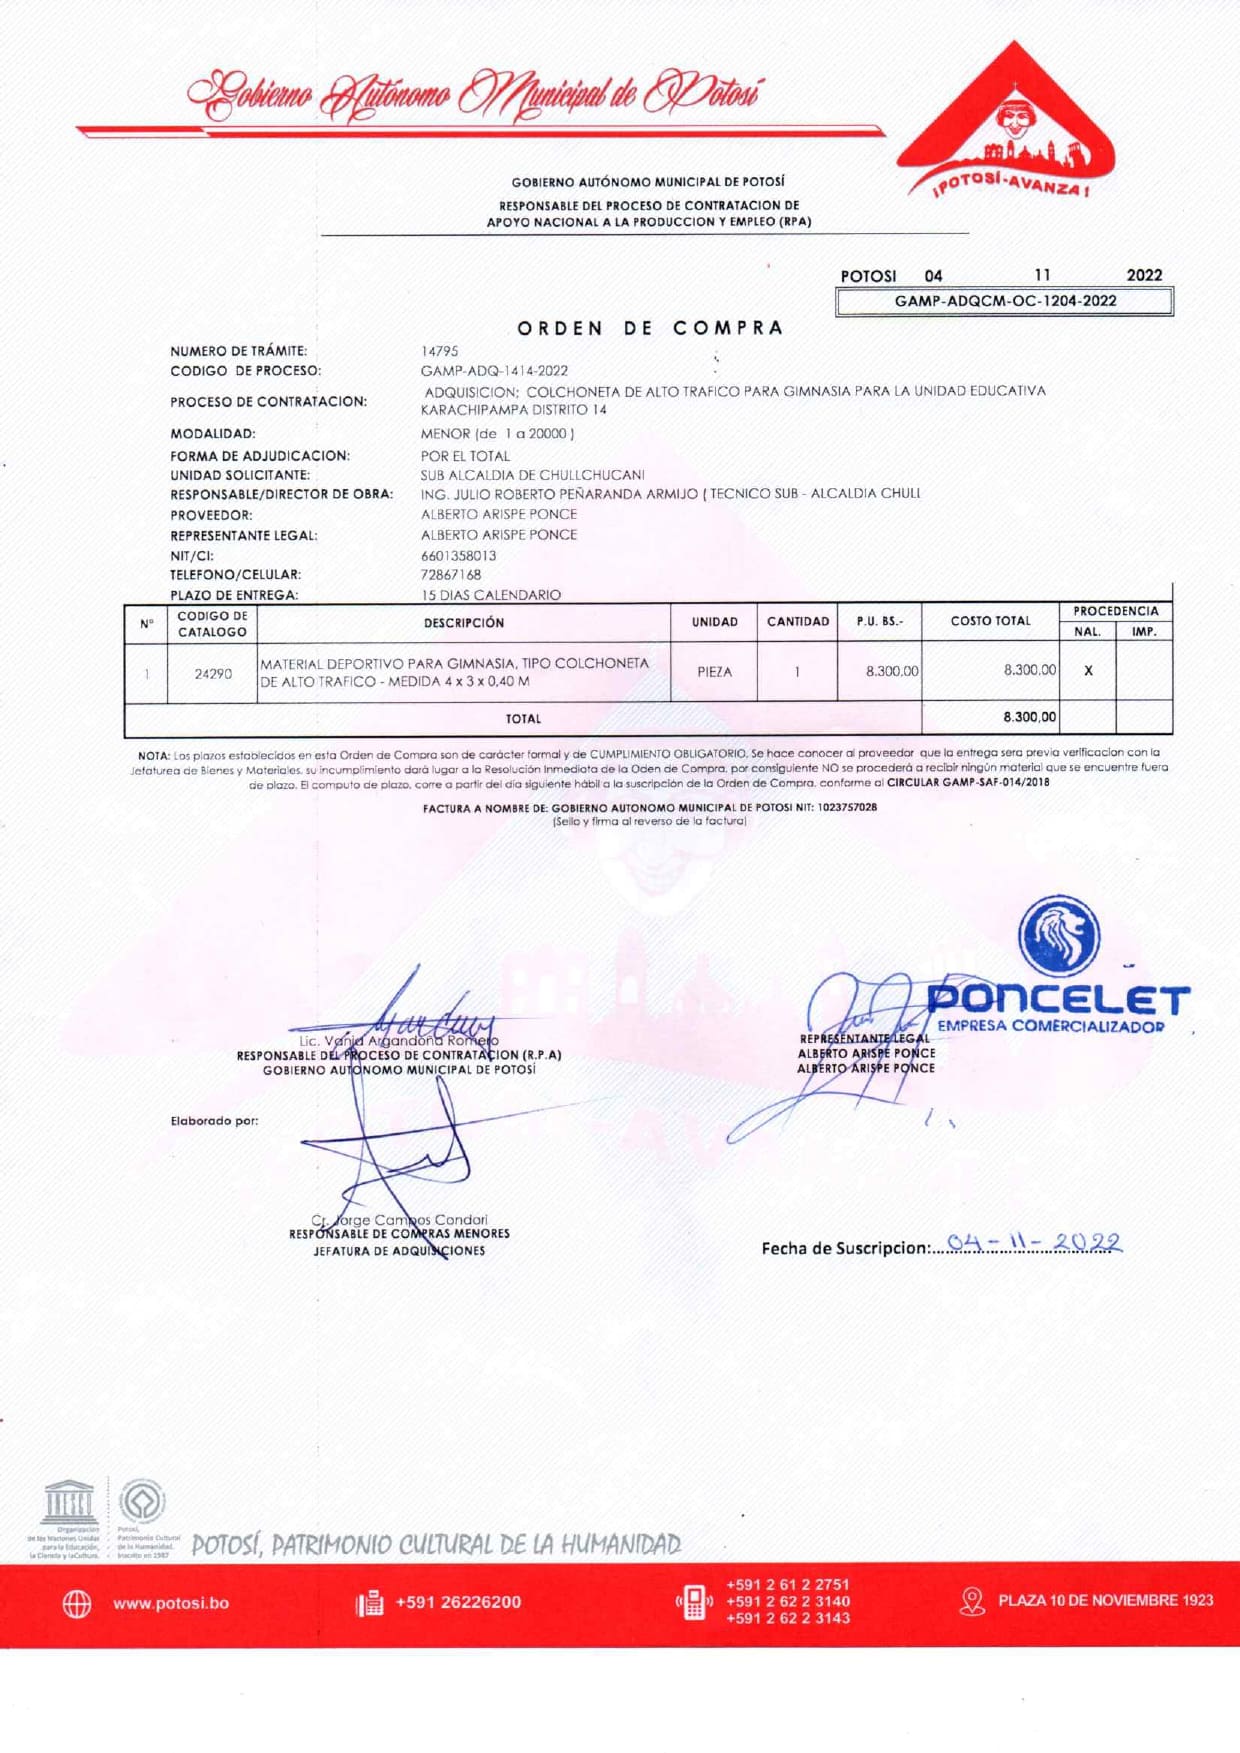 Gobierno Autónomo Municipal de Potosí
¡POTOSÍ-AVANZA!
GOBIERNO AUTÓNOMO MUNICIPAL DE POTOSÍ
RESPONSABLE DEL PROCESO DE CONTRATACION DE
APOYO NACIONAL A LA PRODUCCION Y EMPLEO (RPA)
POTOSI 04 11 2022
GAMP-ADQCM-OC-1204-2022
ORDEN DE COMPRA
NUMERO DE TRÁMITE: 14795
CODIGO DE PROCESO: GAMP-ADQ-1414-2022
PROCESO DE CONTRATACION: ADQUISICION: COLCHONETA DE ALTO TRAFICO PARA GIMNASIA PARA LA UNIDAD EDUCATIVA
KARACHIPAMPA DISTRITO 14
MODALIDAD: MENOR (de 1 a 20000 )
FORMA DE ADJUDICACION: POR EL TOTAL
UNIDAD SOLICITANTE: SUB ALCALDIA DE CHULLCHUCANI
RESPONSABLE/DIRECTOR DE OBRA: ING. JULIO ROBERTO PEÑARANDA ARMIJO ( TECNICO SUB - ALCALDIA CHULL
PROVEEDOR: ALBERTO ARISPE PONCE
REPRESENTANTE LEGAL: ALBERTO ARISPE PONCE
NIT/CI: 6601358013
TELEFONO/CELULAR: 72867168
PLAZO DE ENTREGA: 15 DIAS CALENDARIO
N° CODIGO DE CATALOGO DESCRIPCIÓN UNIDAD CANTIDAD P.U. BS.- COSTO TOTAL PROCEDENCIA
NAL. IMP.
1 24290 MATERIAL DEPORTIVO PARA GIMNASIA, TIPO COLCHONETA PIEZA 1 8.300,00 8.300,00 X
DE ALTO TRAFICO - MEDIDA 4 x 3 x 0,40 M
TOTAL 8.300,00
NOTA: Los plazos establecidos en esta Orden de Compra son de carácter formal y de CUMPLIMIENTO OBLIGATORIO. Se hace conocer al proveedor que la entrega sera previa verificacion con la
Jefaturea de Bienes y Materiales, su incumplimiento dará lugar a la Resolución Inmediata de la Oden de Compra, por consiguiente NO se procederá a recibir ningún material que se encuentre fuera
de plazo. El computo de plazo, corre a partir del día siguiente hábil a la suscripción de la Orden de Compra, conforme al CIRCULAR GAMP-SAF-014/2018
FACTURA A NOMBRE DE: GOBIERNO AUTONOMO MUNICIPAL DE POTOSI NIT: 1023757028
(Sello y firma al reverso de la factura)
PONCELET
EMPRESA COMERCIALIZADOR
Lic. Vania Argandoña Romero
RESPONSABLE DEL PROCESO DE CONTRATACION (R.P.A)
GOBIERNO AUTONOMO MUNICIPAL DE POTOSÍ
REPRESENTANTE LEGAL
ALBERTO ARISPE PONCE
ALBERTO ARISPE PONCE
Elaborado por:
Cr. Jorge Campos Condori
RESPONSABLE DE COMPRAS MENORES
JEFATURA DE ADQUISICIONES
Fecha de Suscripcion: 04-11-2022
UNESCO
Organización
de las Naciones Unidas
para la Educación,
la Ciencia y la Cultura.
Potosí,
Patrimonio Cultural
de la Humanidad.
Inscrito en 1987
POTOSÍ, PATRIMONIO CULTURAL DE LA HUMANIDAD
www.potosi.bo
+591 26226200
+591 2 61 2 2751
+591 2 62 2 3140
+591 2 62 2 3143
PLAZA 10 DE NOVIEMBRE 1923